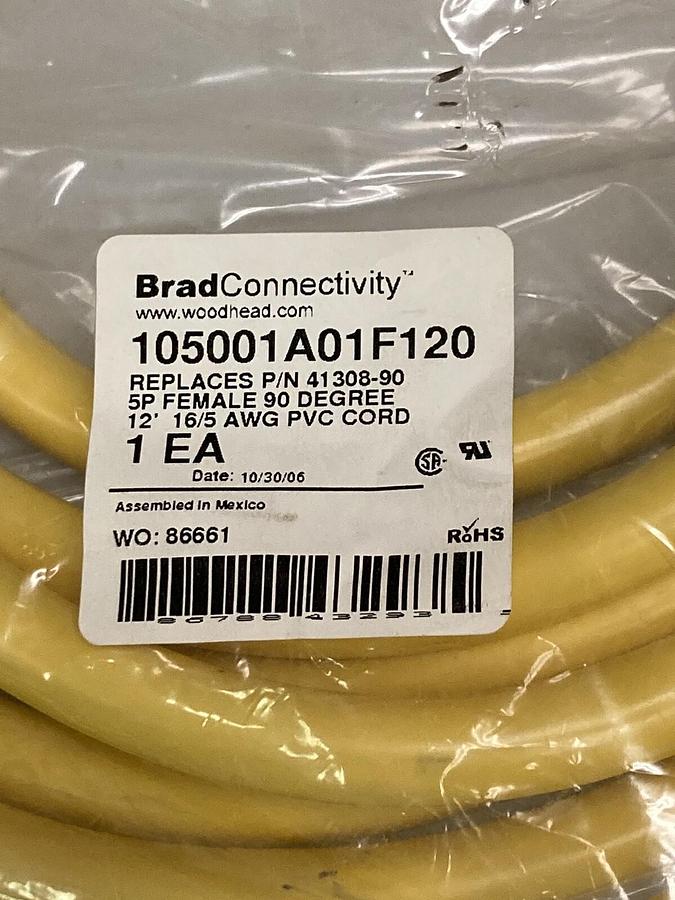 BradConnectivity™
www.woodhead.com
105001A01F120
REPLACES P/N 41308-90
5P FEMALE 90 DEGREE
12' 16/5 AWG PVC CORD
1 EA
Date: 10/30/06
Assembled in Mexico
WO: 86661
RoHS